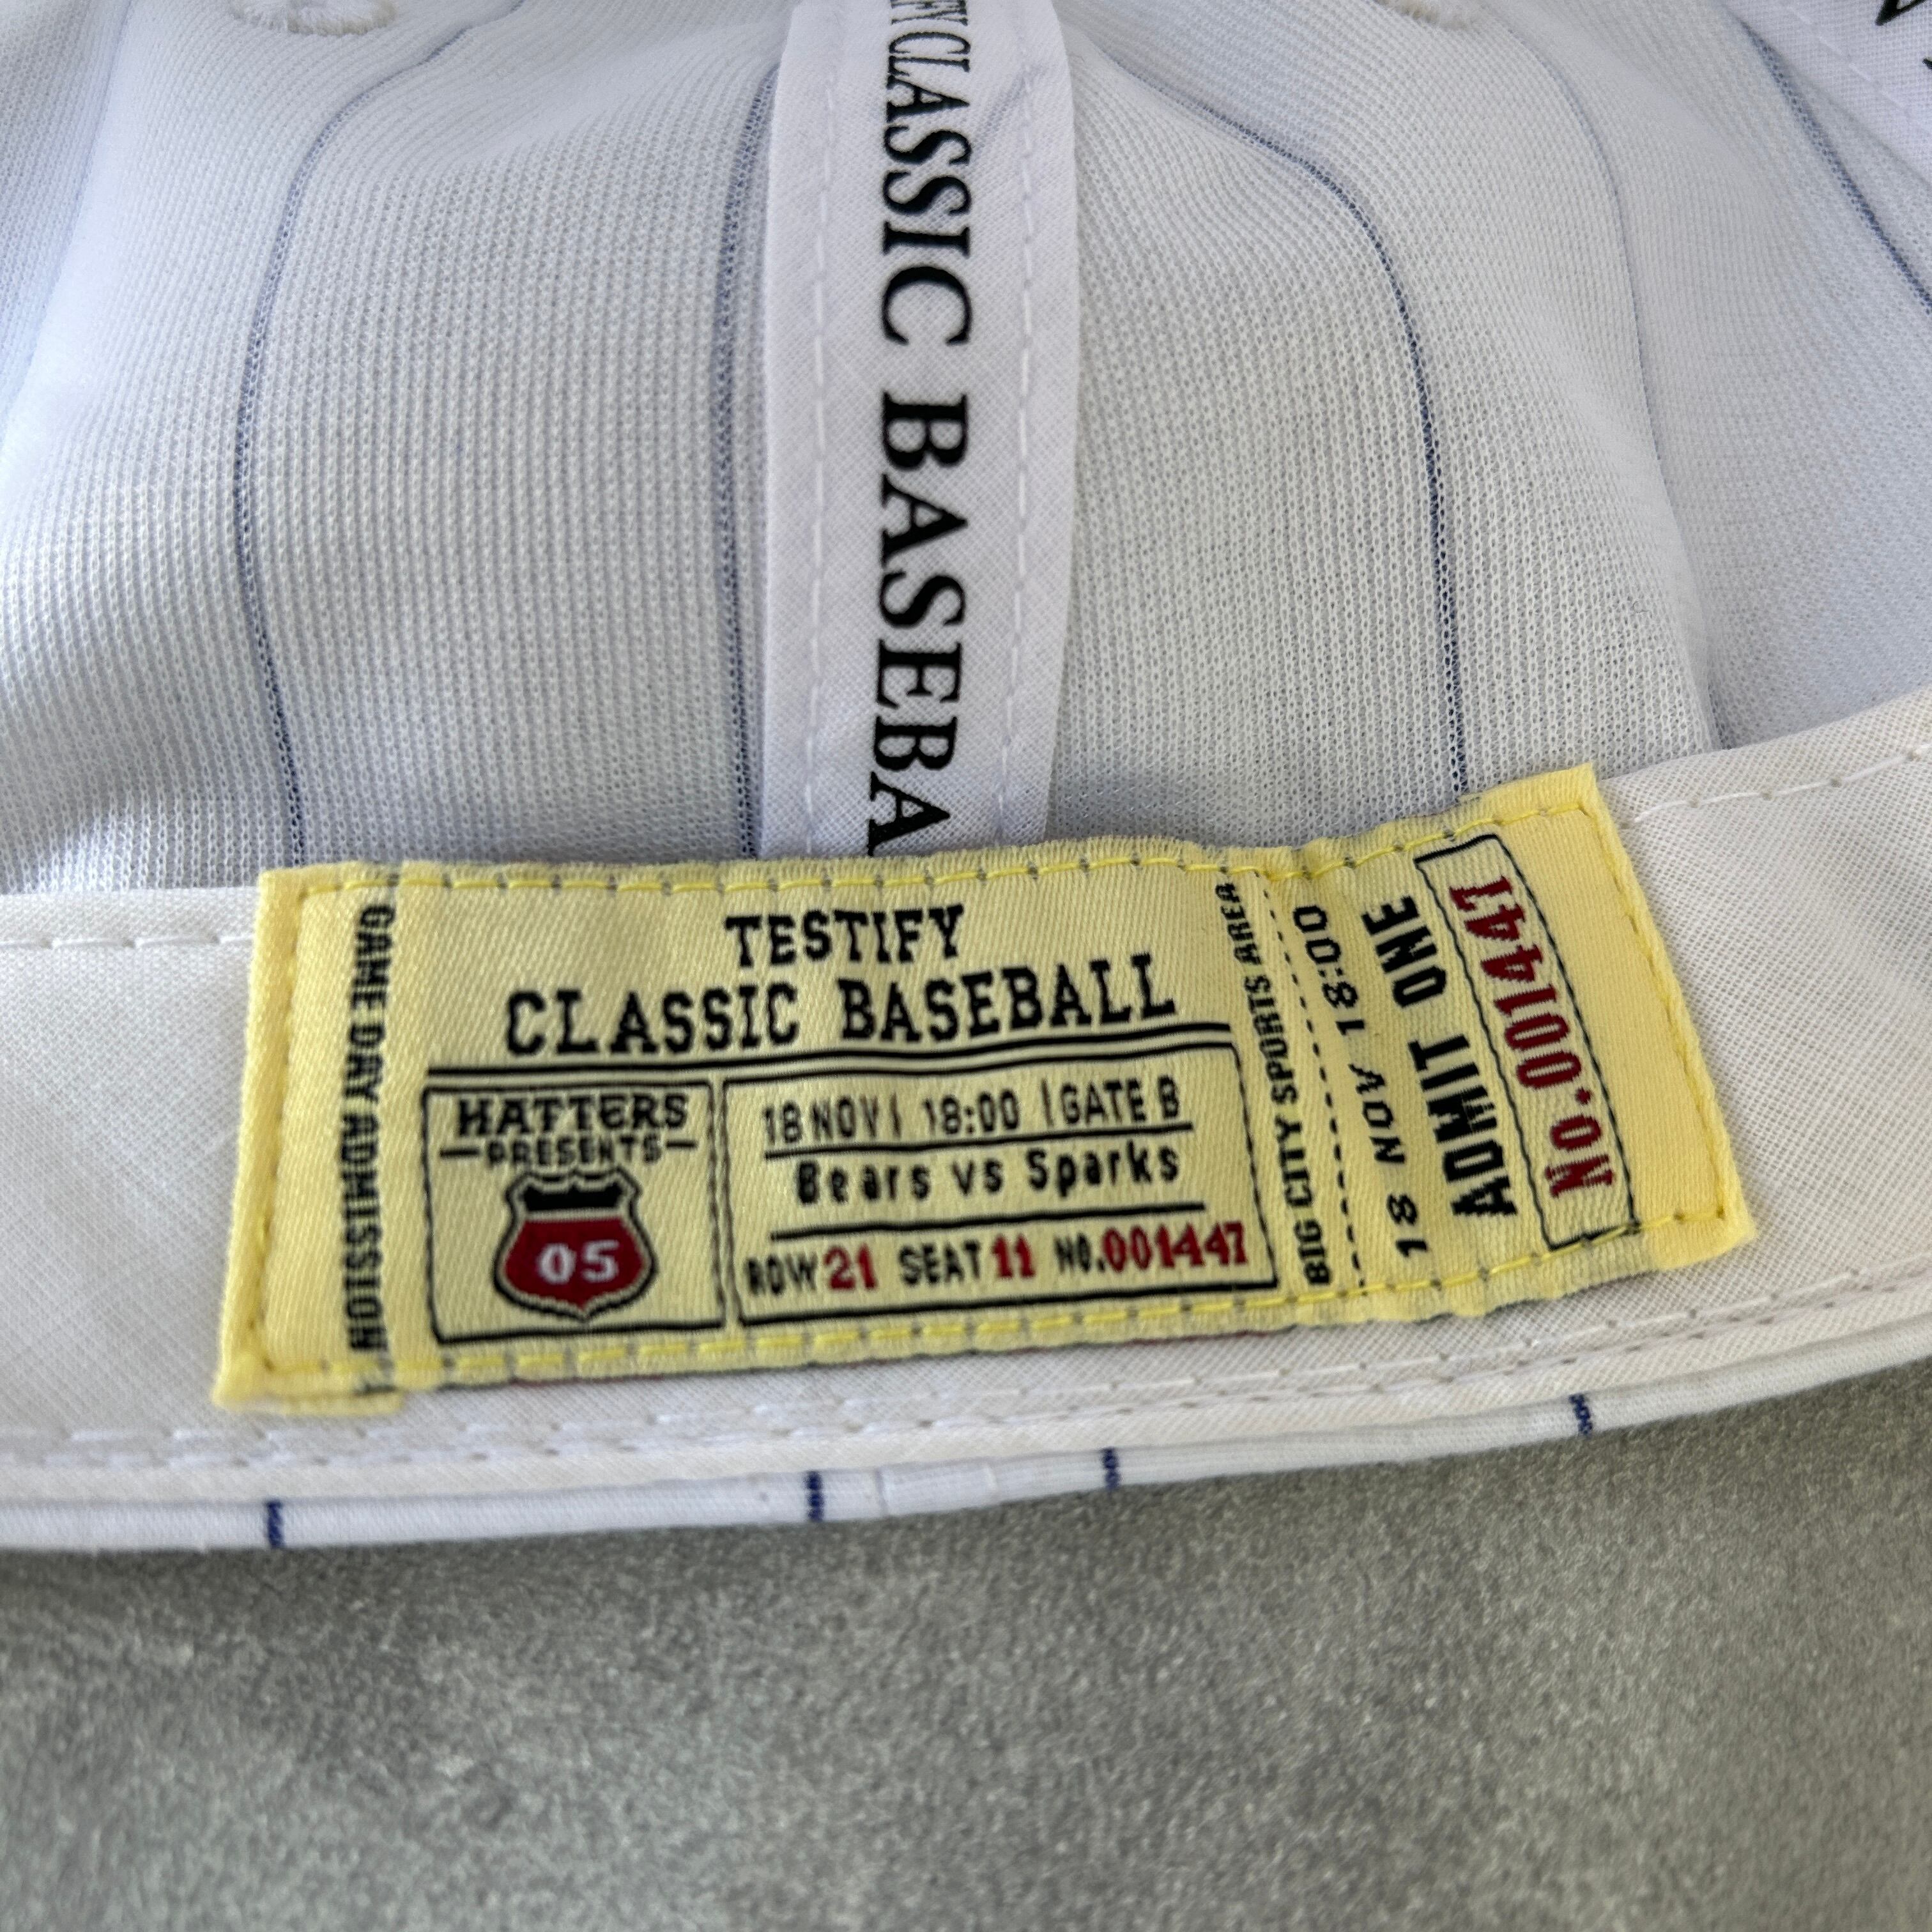 CLASSIC BASEBA
GAME DAY ADMISSION
TESTIFY
CLASSIC BASEBALL
HATTERS
PRESENTS
05
18 NOV | 18:00 | GATE B
Bears vs Sparks
ROW 21 SEAT 11 NO.001447
BIG CITY SPORTS AREA
18 NOV 18:00
ADMIT ONE
No.001447